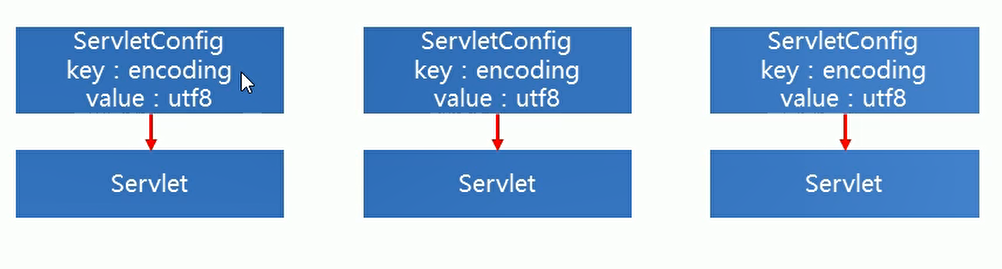 ServletConfig
key : encoding
value : utf8
Servlet
ServletConfig
key : encoding
value : utf8
Servlet
ServletConfig
key : encoding
value : utf8
Servlet